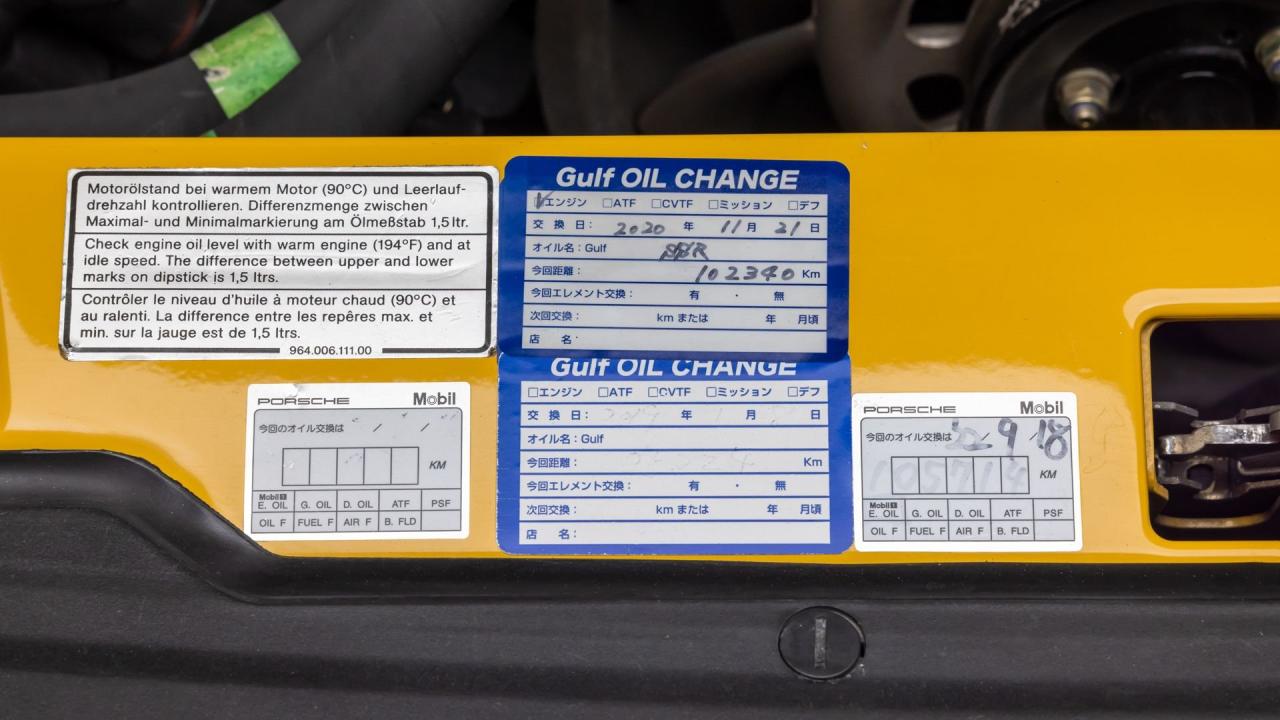 Motorölstand bei warmem Motor (90°C) und Leerlauf-
drehzahl kontrollieren. Differenzmenge zwischen
Maximal- und Minimalmarkierung am Ölmeßstab 1,5 ltr.
Check engine oil level with warm engine (194°F) and at
idle speed. The difference between upper and lower
marks on dipstick is 1,5 ltrs.
Contrôler le niveau d'huile à moteur chaud (90°C) et
au ralenti. La difference entre les repêres max. et
min. sur la jauge est de 1,5 ltrs.
964.006.111.00
Gulf OIL CHANGE
☑エンジン □ATF □CVTF □ミッション □デフ
交換日: 2020 年 11 月 21 日
オイル名:Gulf
今回距離: 102340 Km
今回エレメント交換: 有 ・ 無
次回交換: km または 年 月頃
店名:
Gulf OIL CHANGE
□エンジン □ATF □CVTF □ミッション □デフ
交換日: 年 月 日
オイル名:Gulf
今回距離: Km
今回エレメント交換: 有 ・ 無
次回交換: km または 年 月頃
店名:
PORSCHE Mobil
今回のオイル交換は / /
KM
Mobil 1
E. OIL G. OIL D. OIL ATF PSF
OIL F FUEL F AIR F B. FLD
PORSCHE Mobil
今回のオイル交換は / 9 / 18
105714 KM
Mobil 1
E. OIL G. OIL D. OIL ATF PSF
OIL F FUEL F AIR F B. FLD